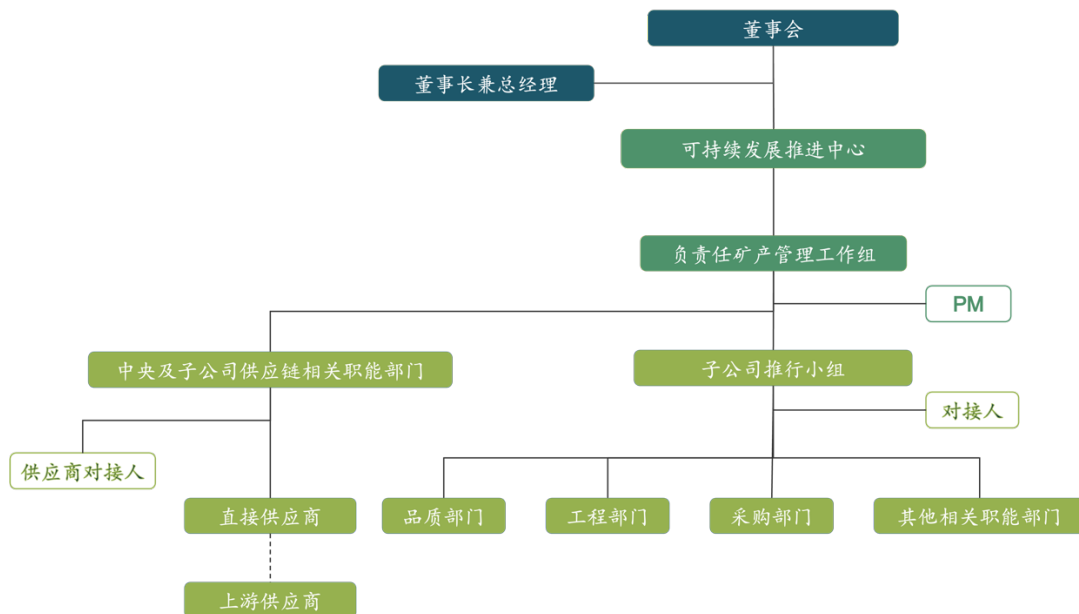 董事会
董事长兼总经理
可持续发展推进中心
负责任矿产管理工作组
PM
中央及子公司供应链相关职能部门
子公司推行小组
对接人
供应商对接人
直接供应商
品质部门
工程部门
采购部门
其他相关职能部门
上游供应商